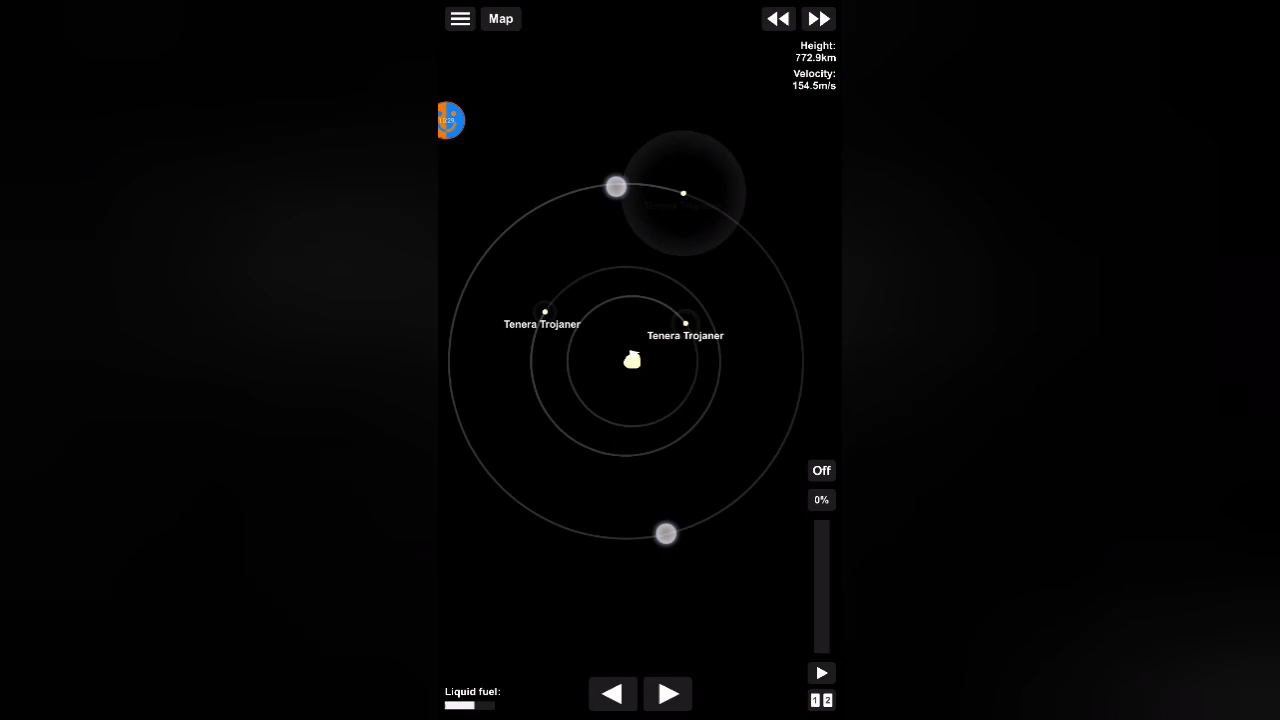 Map
Height:
772.9km
Velocity:
154.5m/s
Tenera Trojaner
Tenera Trojaner
Off
0%
Liquid fuel:
1 2